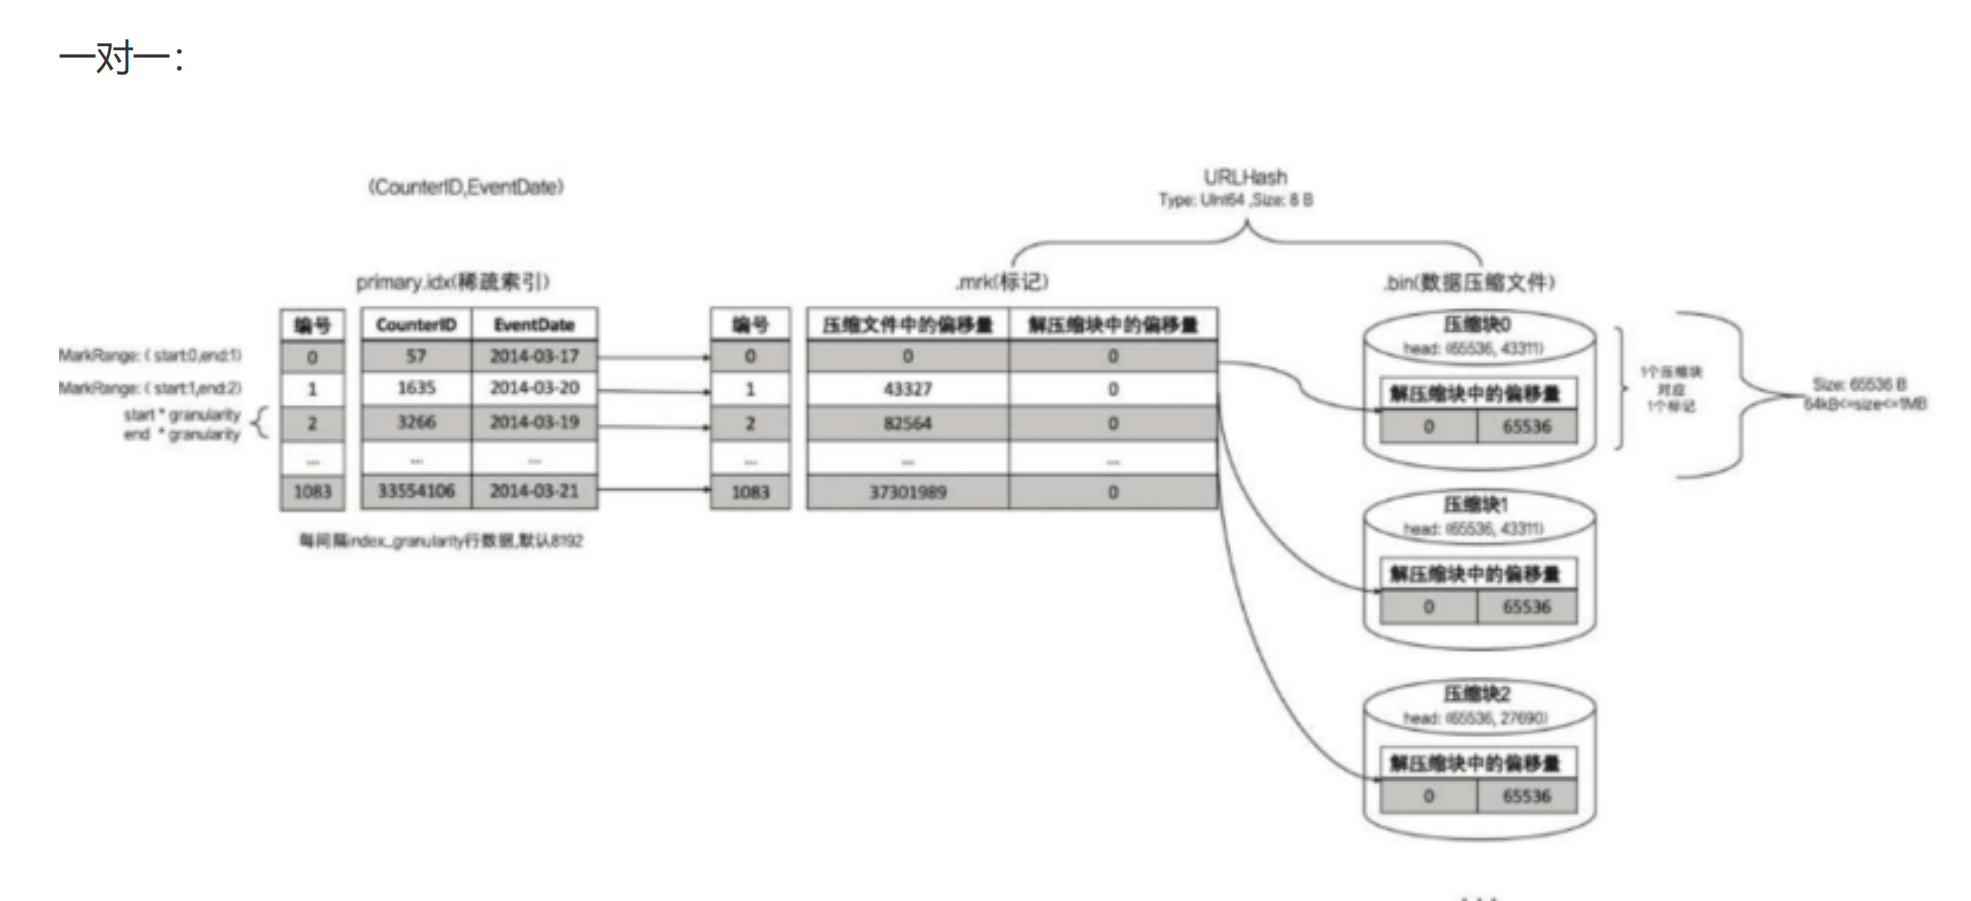 一对一：
(CounterID,EventDate)
URLHash
Type: UInt64 ,Size: 8 B
primary.idx(稀疏索引)
.mrk(标记)
.bin(数据压缩文件)
编号 CounterID EventDate
0 57 2014-03-17
1 1635 2014-03-20
2 3266 2014-03-19
... ... ...
1083 33554106 2014-03-21
MarkRange: ( start:0,end:1)
MarkRange: ( start:1,end:2)
start * granularity
end * granularity
每间隔index_granularity行数据,默认8192
编号 压缩文件中的偏移量 解压缩块中的偏移量
0 0 0
1 43327 0
2 82564 0
... ... ...
1083 37301989 0
压缩块0
head: (65536, 43311)
解压缩块中的偏移量
0 65536
1个压缩块
对应
1个标记
Size: 65536 B
64kB<=size<=1MB
压缩块1
head: (65536, 43311)
解压缩块中的偏移量
0 65536
压缩块2
head: (65536, 27690)
解压缩块中的偏移量
0 65536
...